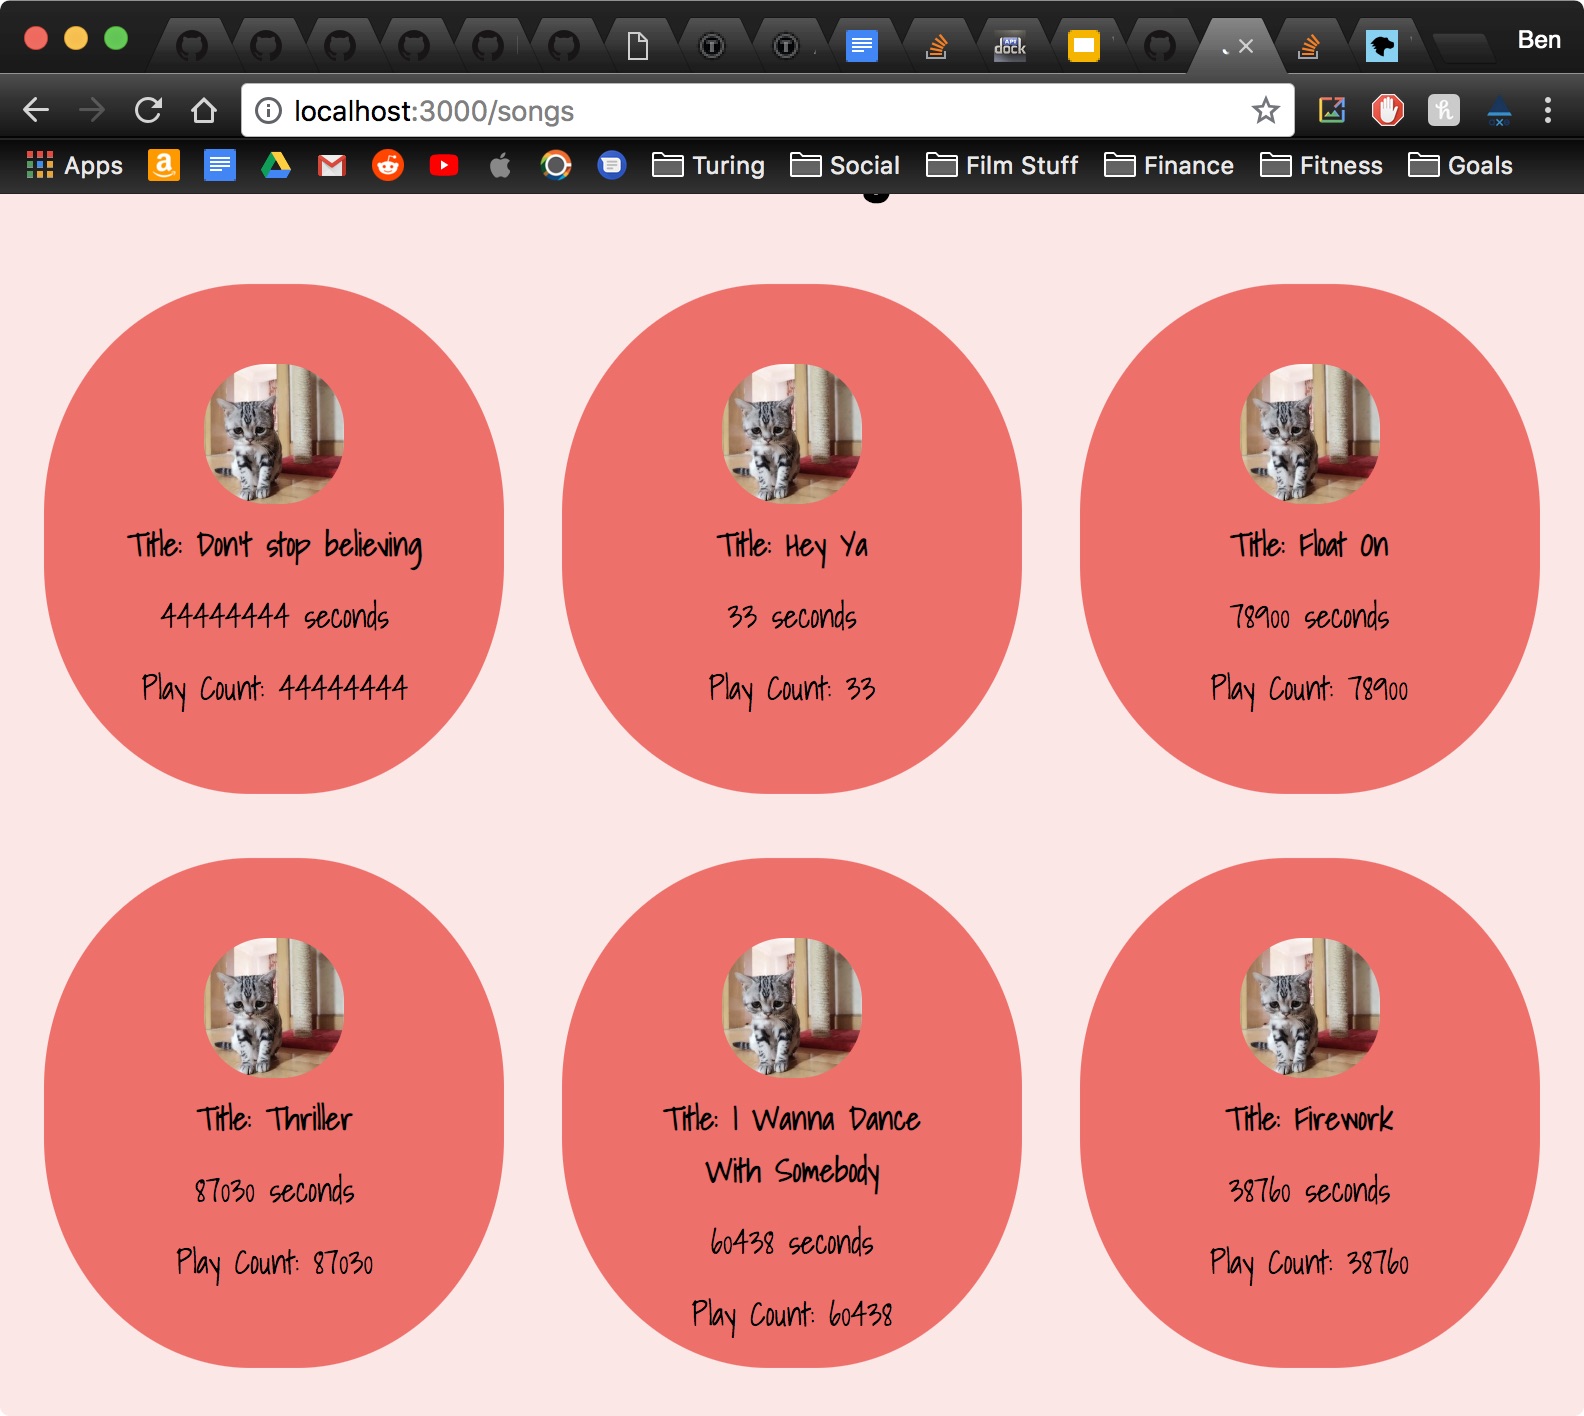 Ben
localhost:3000/songs
Apps Turing Social Film Stuff Finance Fitness Goals
Title: Don't stop believing
44444444 seconds
Play Count: 44444444
Title: Hey Ya
33 seconds
Play Count: 33
Title: Float On
78900 seconds
Play Count: 78900
Title: Thriller
87030 seconds
Play Count: 87030
Title: I Wanna Dance
With Somebody
60438 seconds
Play Count: 60438
Title: Firework
38760 seconds
Play Count: 38760